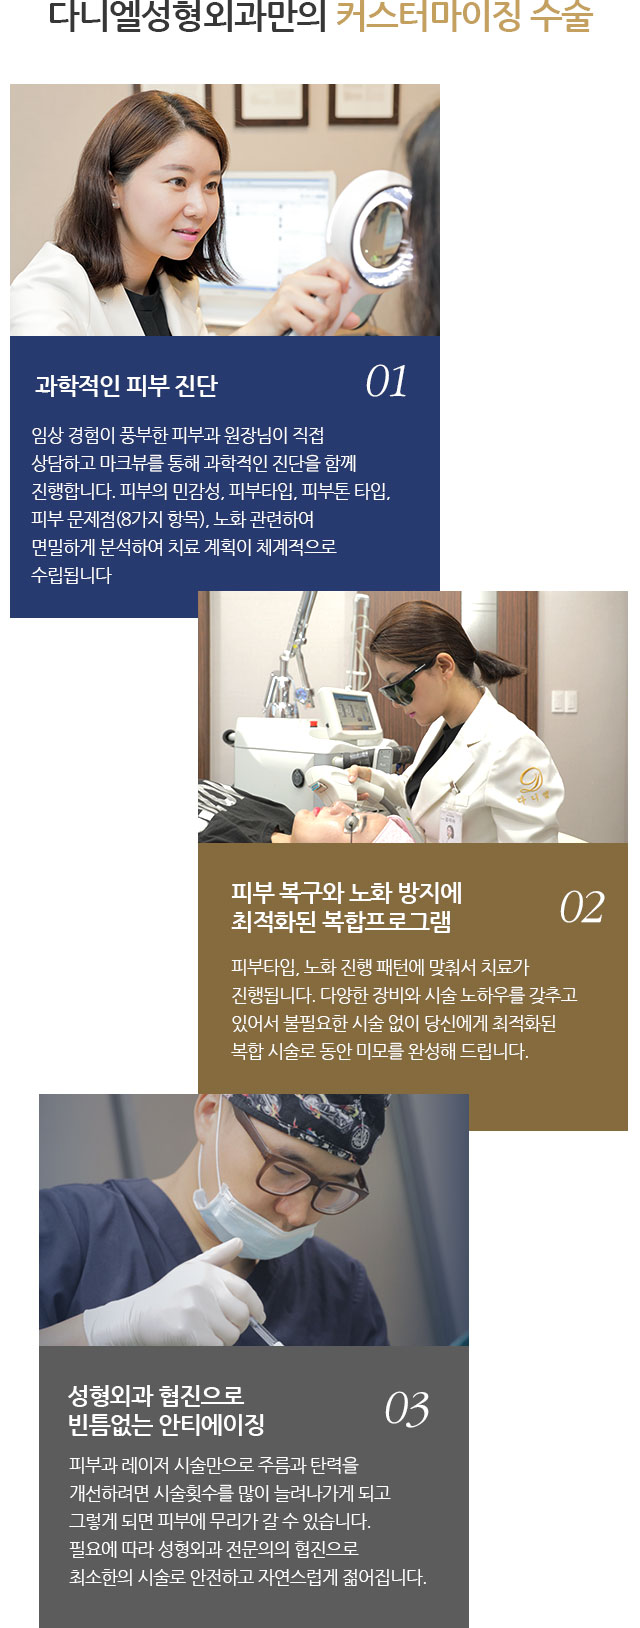 다니엘성형외과만의 커스터마이징 수술
01
과학적인 피부 진단
임상 경험이 풍부한 피부과 원장님이 직접
상담하고 마크뷰를 통해 과학적인 진단을 함께
진행합니다. 피부의 민감성, 피부타입, 피부톤 타입,
피부 문제점(8가지 항목), 노화 관련하여
면밀하게 분석하여 치료 계획이 체계적으로
수립됩니다
다니엘
02
피부 복구와 노화 방지에
최적화된 복합프로그램
피부타입, 노화 진행 패턴에 맞춰서 치료가
진행됩니다. 다양한 장비와 시술 노하우를 갖추고
있어서 불필요한 시술 없이 당신에게 최적화된
복합 시술로 동안 미모를 완성해 드립니다.
03
성형외과 협진으로
빈틈없는 안티에이징
피부과 레이저 시술만으로 주름과 탄력을
개선하려면 시술횟수를 많이 늘려나가게 되고
그렇게 되면 피부에 무리가 갈 수 있습니다.
필요에 따라 성형외과 전문의의 협진으로
최소한의 시술로 안전하고 자연스럽게 젊어집니다.